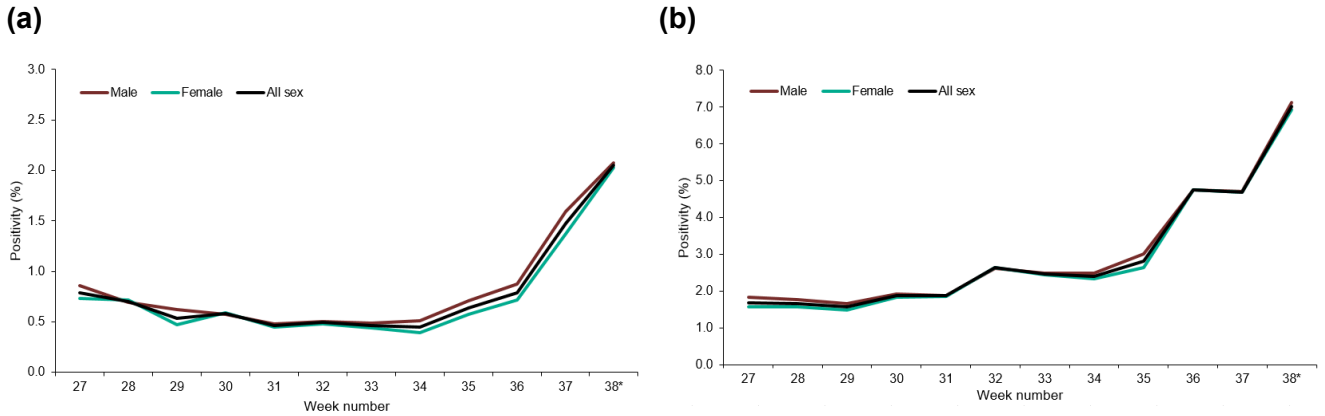 (a)
3.0
2.5
2.0
1.5
1.0
0.5
0.0
Positivity (%)
Male Female All sex
27 28 29 30 31 32 33 34 35 36 37 38*
Week number
(b)
8.0
7.0
6.0
5.0
4.0
3.0
2.0
1.0
0.0
Positivity (%)
Male Female All sex
27 28 29 30 31 32 33 34 35 36 37 38*
Week number